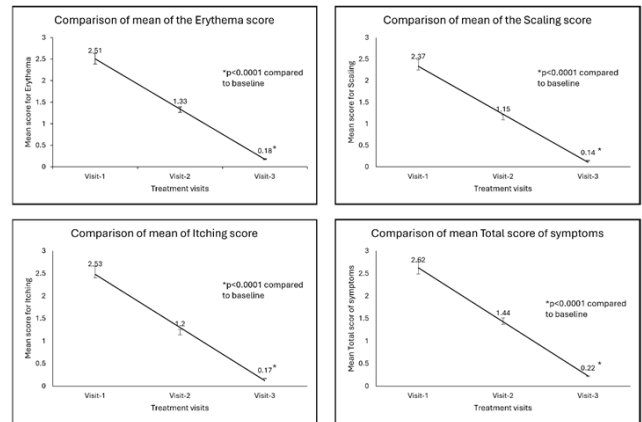 Comparison of mean of the Erythema score
3
2.5
2
1.5
1
0.5
0
Mean score for Erythema
2.51
1.33
0.18*
*p<0.0001 compared
to baseline
Visit-1 Visit-2 Visit-3
Treatment visits
Comparison of mean of the Scaling score
3
2.5
2
1.5
1
0.5
0
Mean score for Scaling
2.37
1.15
0.14 *
*p<0.0001 compared
to baseline
Visit-1 Visit-2 Visit-3
Treatment visits
Comparison of mean of Itching score
3
2.5
2
1.5
1
0.5
0
Mean score for Itching
2.53
1.2
0.17*
*p<0.0001 compared
to baseline
Visit-1 Visit-2 Visit-3
Treatment visits
Comparison of mean Total score of symptoms
3
2.5
2
1.5
1
0.5
0
Mean Total scor of symptoms
2.62
1.44
0.22 *
*p<0.0001 compared
to baseline
Visit-1 Visit-2 Visit-3
Treatment visits